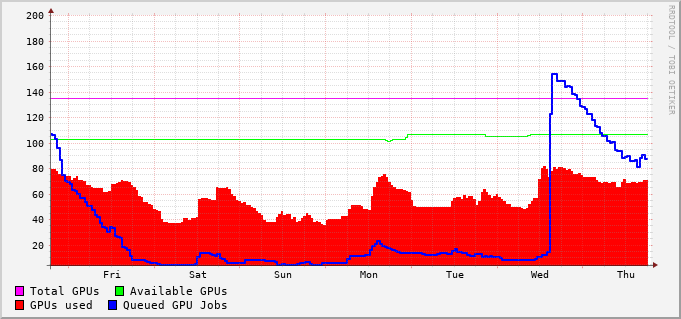 200
180
160
140
120
100
80
60
40
20
Fri Sat Sun Mon Tue Wed Thu
RRDTOOL / TOBI OETIKER
Total GPUs Available GPUs
GPUs used Queued GPU Jobs